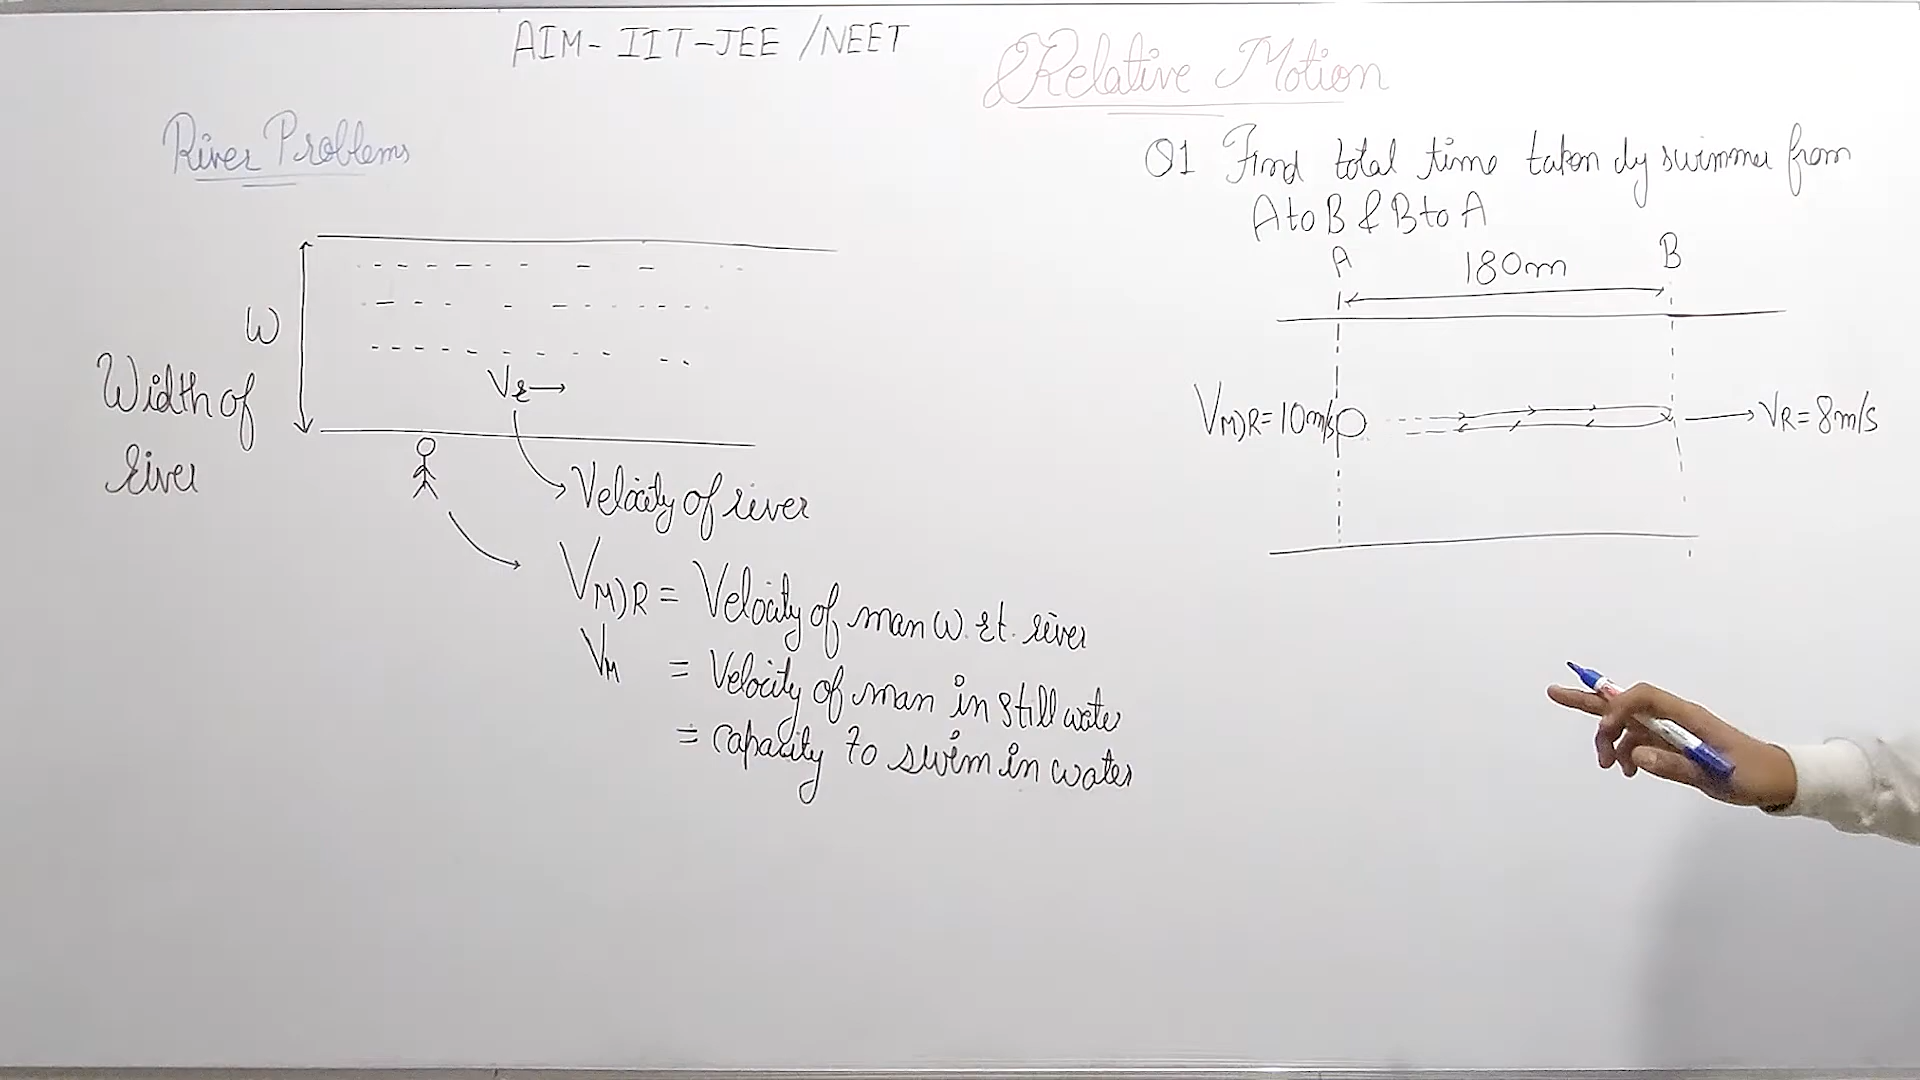 AIM- IIT-JEE /NEET
Relative Motion
River Problems
W
Width of
river
Vr
Velocity of river
VM)R = Velocity of man w.rt. river
VM = Velocity of man in still water
= capacity to swim in water
Q1 Find total time taken by swimmer from
A to B & B to A
A
180m
B
VM)R=10m/s
VR=8m/s